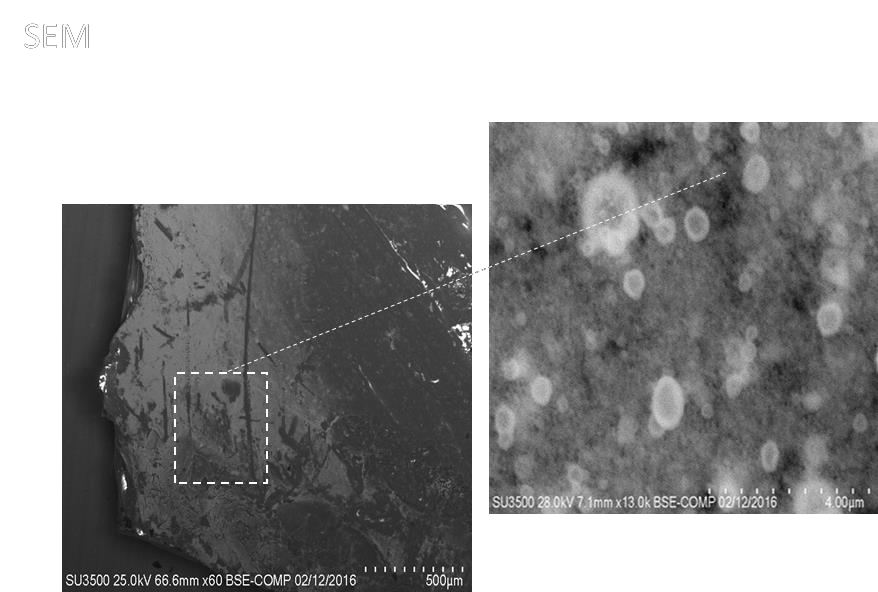 SEM
SU3500 28.0kV 7.1mm x13.0k BSE-COMP 02/12/2016 4.00µm
SU3500 25.0kV 66.6mm x60 BSE-COMP 02/12/2016 500µm